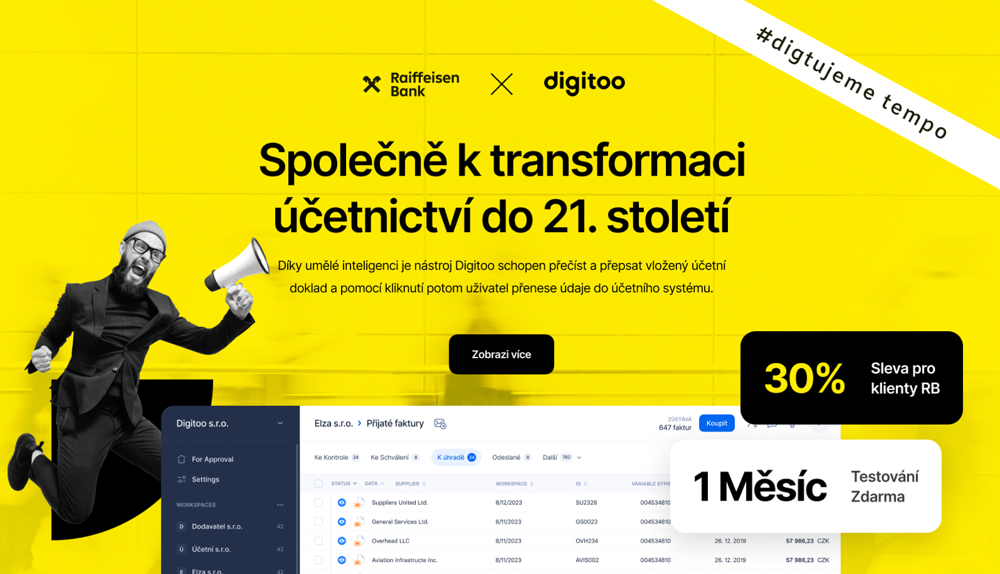 #digtujeme tempo
Raiffeisen
Bank
digitoo
Společně k transformaci
účetnictví do 21. století
Díky umělé inteligenci je nástroj Digitoo schopen přečíst a přepsat vložený účetní
doklad a pomocí kliknutí potom uživatel přenese údaje do účetního systému.
Zobrazi více
30%
Sleva pro
klienty RB
1 Měsíc
Testování
Zdarma
Digitoo s.r.o.
For Approval
Settings
WORKSPACES
D Dodavatel s.r.o. 42
Ú Účetní s.r.o. 42
E Elza s.r.o. 42
Elza s.r.o. > Přijaté faktury
ZŮSTÁVÁ
647 faktur
Koupit
Ke Kontrole 24 Ke Schválení 8 K úhradě 24 Odeslané 8 Další 782
STATUS DATA SUPPLIER WORKSPACE ID VARIABLE SYME
AI Suppliers United Ltd. 8/12/2023 SU2328 004534810
AI General Services Ltd. 8/11/2023 GS0023 004534810
AI Overhead LLC 8/11/2023 OVH234 004534810 26. 12. 2019 57 986,23 CZK
AI Aviation Infrastructe Inc. 8/11/2023 AVIS002 004534810 26. 12. 2019 57 986,23 CZK